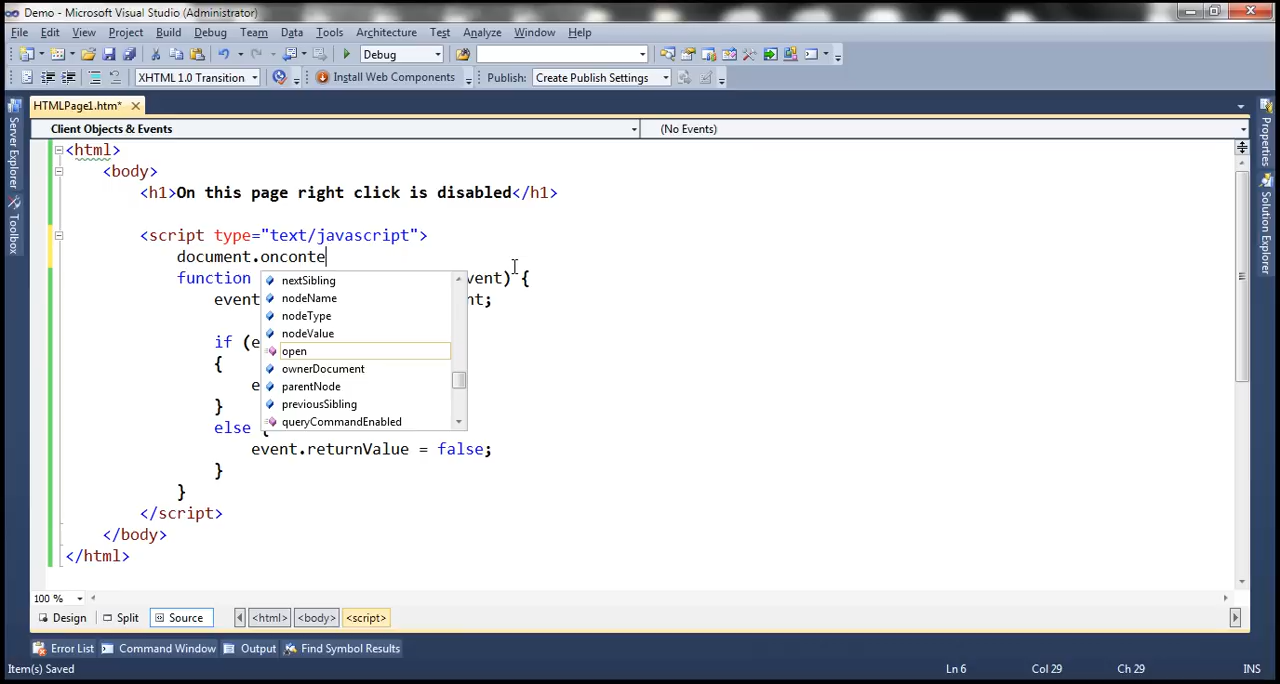 Demo - Microsoft Visual Studio (Administrator)
File Edit View Project Build Debug Team Data Tools Architecture Test Analyze Window Help
Debug
XHTML 1.0 Transition Install Web Components Publish: Create Publish Settings
HTMLPage1.htm*
Client Objects & Events (No Events)
Server Explorer
Toolbox
Properties
Solution Explorer
<html>
<body>
<h1>On this page right click is disabled</h1>
<script type="text/javascript">
document.onconte
function vent) {
event nt;
if (e
{
e
}
else {
event.returnValue = false;
}
}
</script>
</body>
</html>
nextSibling
nodeName
nodeType
nodeValue
open
ownerDocument
parentNode
previousSibling
queryCommandEnabled
100 %
Design Split Source <html> <body> <script>
Error List Command Window Output Find Symbol Results
Item(s) Saved Ln 6 Col 29 Ch 29 INS